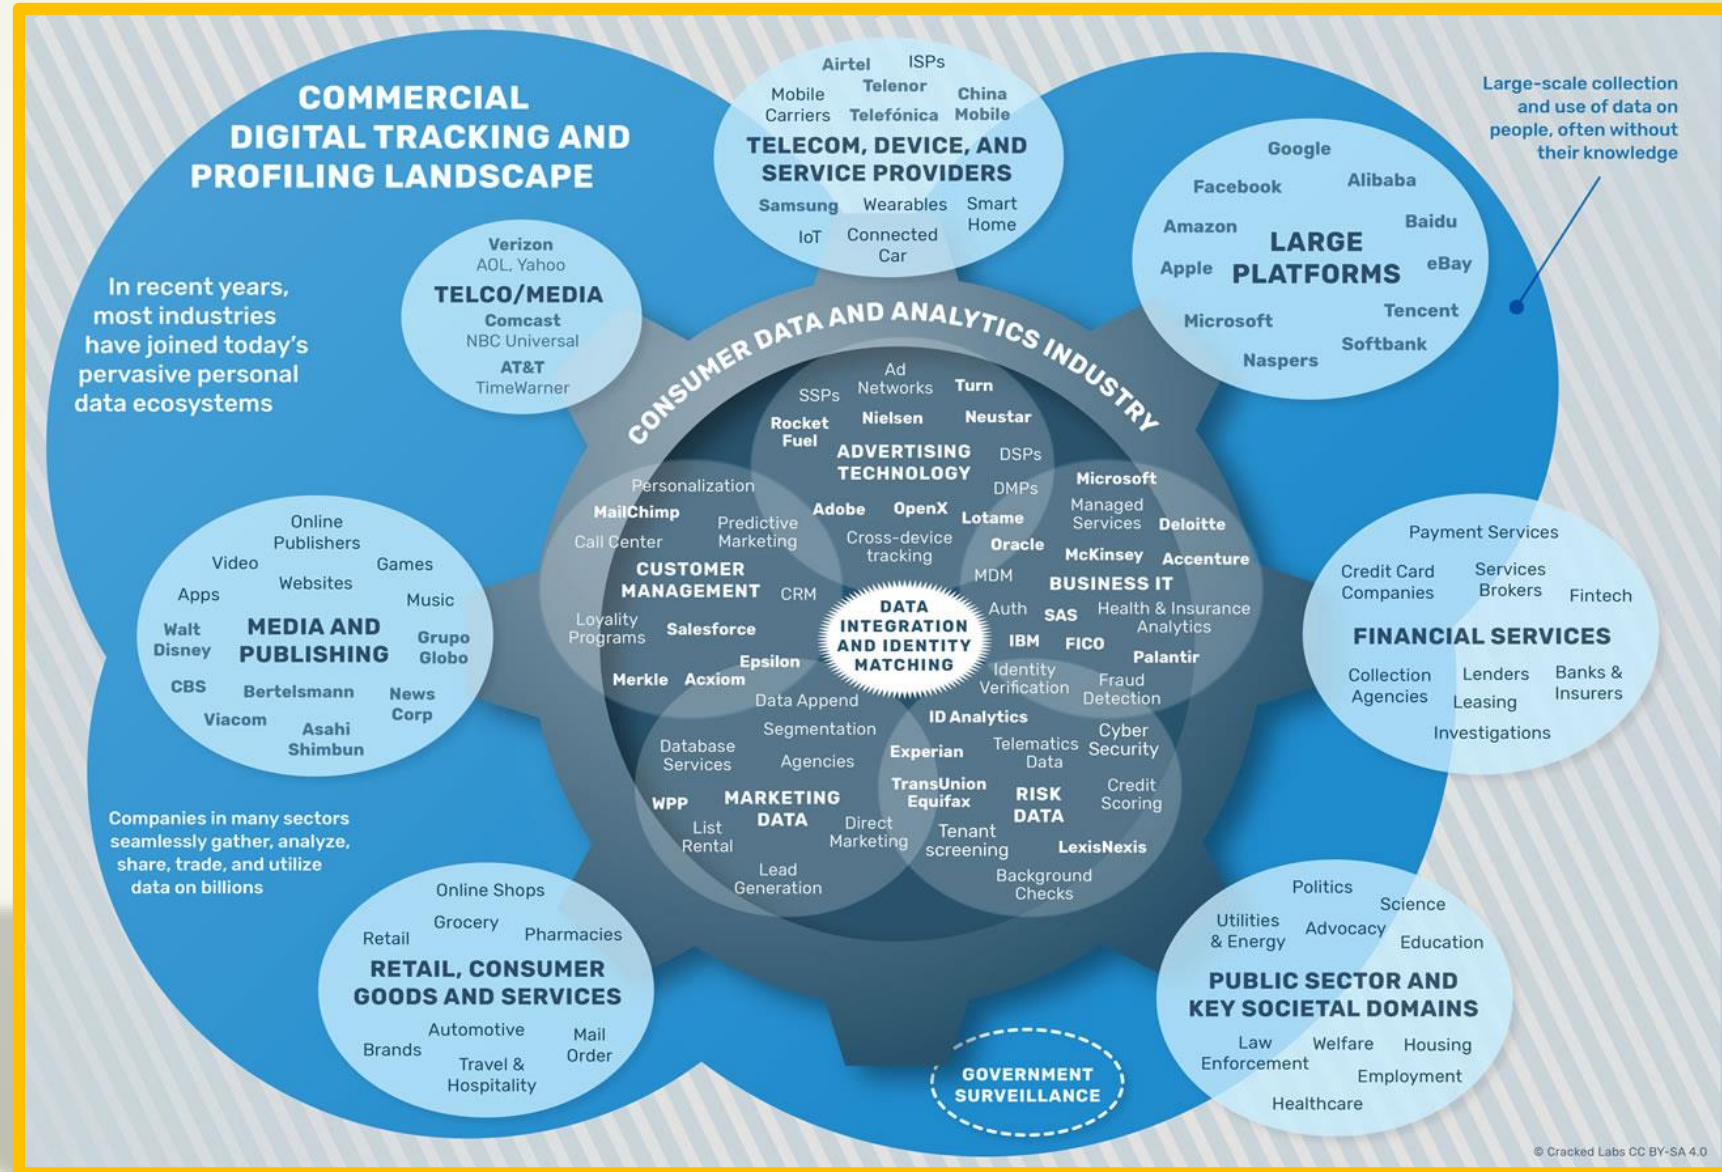 COMMERCIAL
DIGITAL TRACKING AND
PROFILING LANDSCAPE
In recent years,
most industries
have joined today's
pervasive personal
data ecosystems
Companies in many sectors
seamlessly gather, analyze,
share, trade, and utilize
data on billions
Large-scale collection
and use of data on
people, often without
their knowledge
Airtel
ISPs
Mobile
Carriers
Telenor
Telefónica
China
Mobile
TELECOM, DEVICE, AND
SERVICE PROVIDERS
Samsung
Wearables
Smart
Home
IoT
Connected
Car
Verizon
AOL, Yahoo
TELCO/MEDIA
Comcast
NBC Universal
AT&T
TimeWarner
Google
Facebook
Alibaba
Amazon
Baidu
LARGE
PLATFORMS
Apple
eBay
Microsoft
Tencent
Naspers
Softbank
CONSUMER DATA AND ANALYTICS INDUSTRY
Ad
Networks
SSPs
Turn
Rocket
Fuel
Nielsen
Neustar
ADVERTISING
TECHNOLOGY
DSPs
DMPs
Adobe
OpenX
Lotame
Cross-device
tracking
Oracle
Personalization
MailChimp
Predictive
Marketing
Call Center
CUSTOMER
MANAGEMENT
CRM
Loyality
Programs
Salesforce
Epsilon
Merkle
Acxiom
Microsoft
Managed
Services
Deloitte
McKinsey
Accenture
MDM
BUSINESS IT
Auth
SAS
Health & Insurance
Analytics
IBM
FICO
Palantir
Identity
Verification
Fraud
Detection
DATA
INTEGRATION
AND IDENTITY
MATCHING
Data Append
Segmentation
Database
Services
Agencies
WPP
MARKETING
DATA
List
Rental
Direct
Marketing
Lead
Generation
ID Analytics
Experian
Telematics
Data
Cyber
Security
TransUnion
Equifax
RISK
DATA
Credit
Scoring
Tenant
screening
LexisNexis
Background
Checks
Online
Publishers
Video
Games
Websites
Apps
Music
Walt
Disney
MEDIA AND
PUBLISHING
Grupo
Globo
CBS
Bertelsmann
News
Corp
Viacom
Asahi
Shimbun
Payment Services
Credit Card
Companies
Services
Brokers
Fintech
FINANCIAL SERVICES
Collection
Agencies
Lenders
Banks &
Insurers
Leasing
Investigations
Online Shops
Grocery
Retail
Pharmacies
RETAIL, CONSUMER
GOODS AND SERVICES
Automotive
Mail
Order
Brands
Travel &
Hospitality
Politics
Science
Utilities
& Energy
Advocacy
Education
PUBLIC SECTOR AND
KEY SOCIETAL DOMAINS
Law
Enforcement
Welfare
Housing
Employment
Healthcare
GOVERNMENT
SURVEILLANCE
© Cracked Labs CC BY-SA 4.0